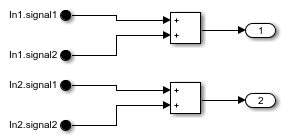 In1.signal1
+
+
1
In1.signal2
In2.signal1
+
+
2
In2.signal2